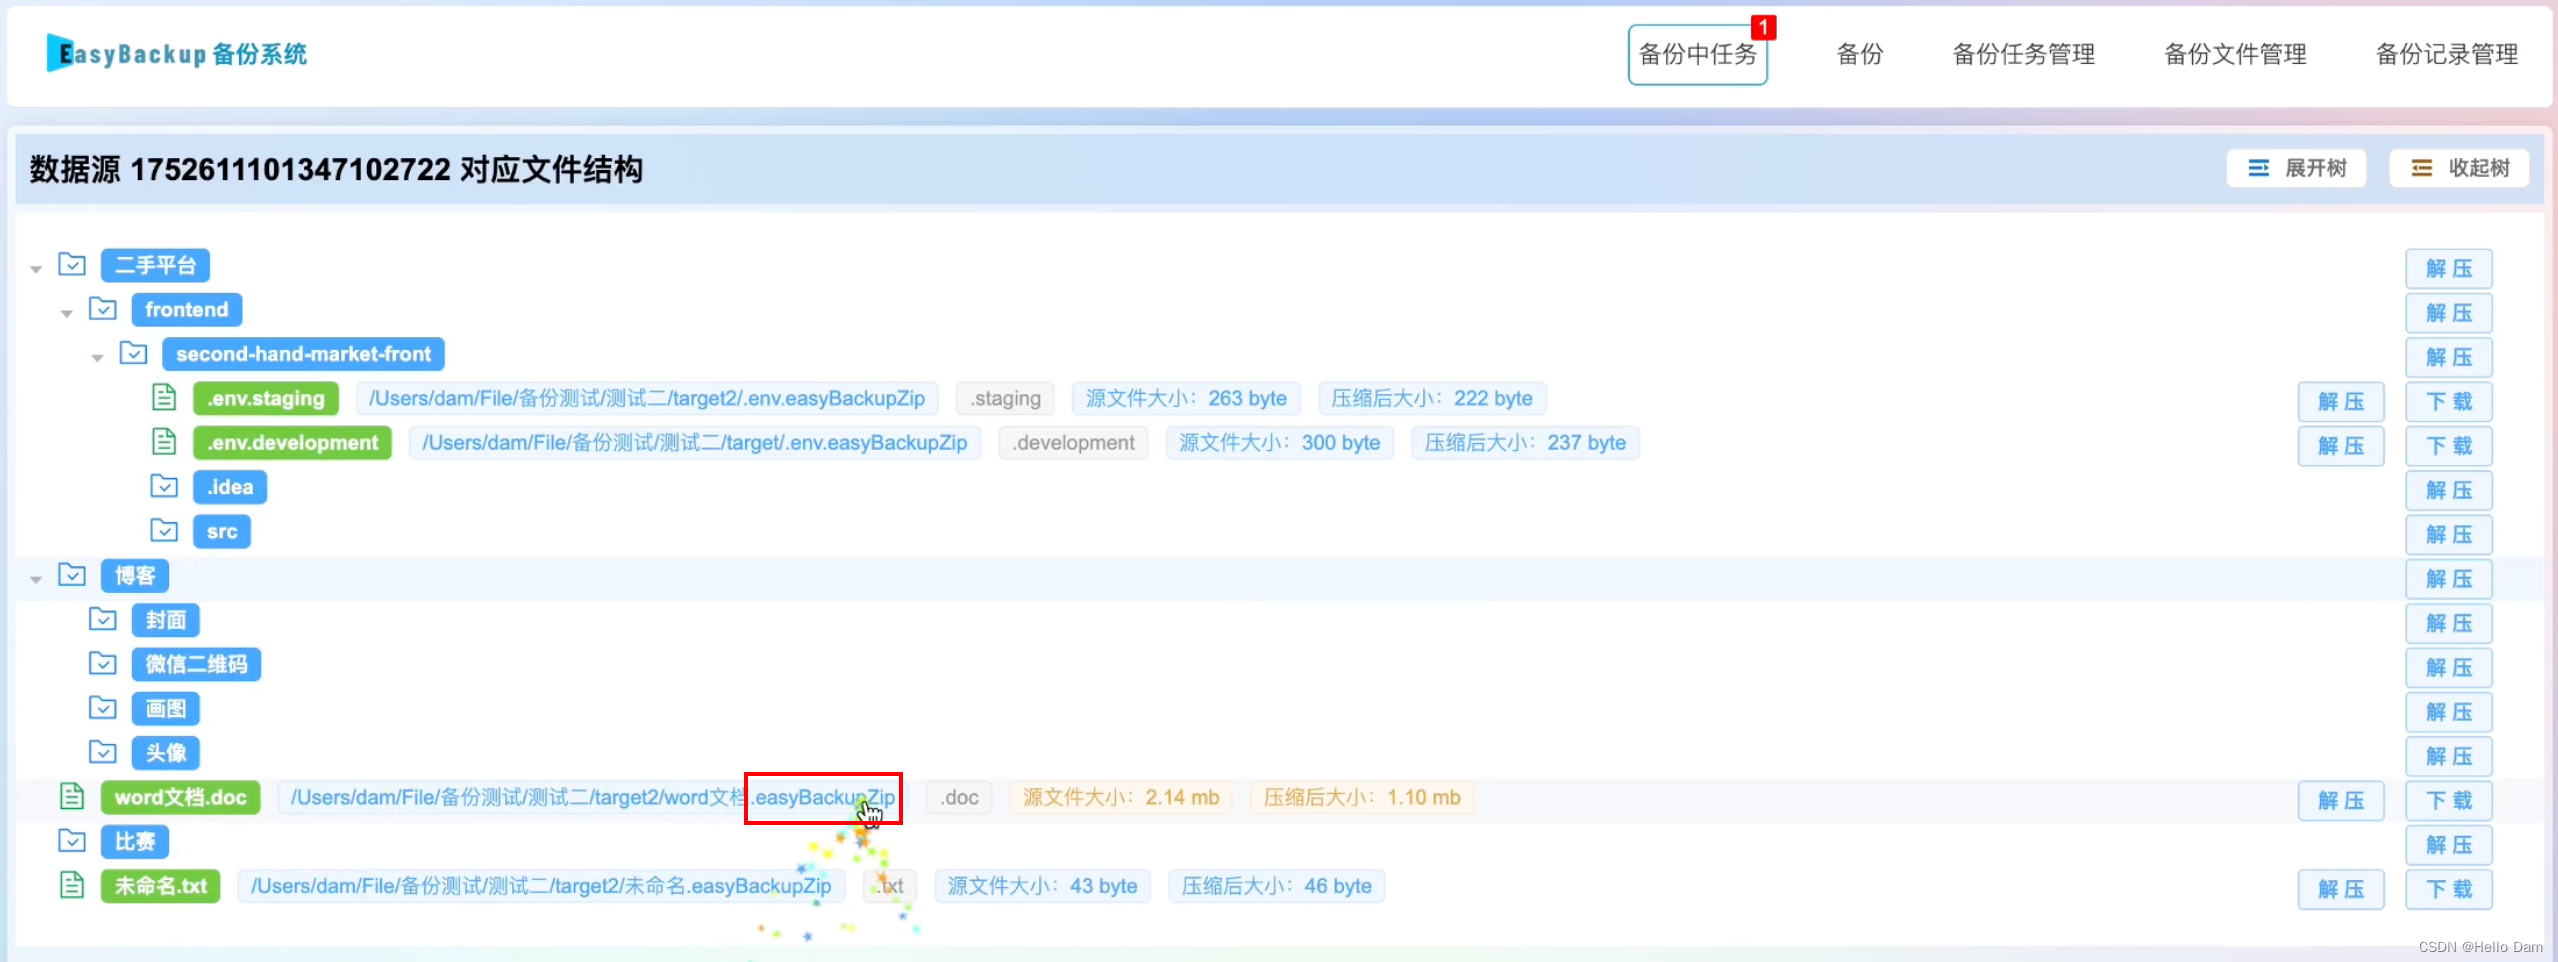 EasyBackup 备份系统
备份中任务 1 备份 备份任务管理 备份文件管理 备份记录管理
数据源 1752611101347102722 对应文件结构 展开树 收起树
二手平台 解 压
frontend 解 压
second-hand-market-front 解 压
.env.staging /Users/dam/File/备份测试/测试二/target2/.env.easyBackupZip .staging 源文件大小：263 byte 压缩后大小：222 byte 解 压 下 载
.env.development /Users/dam/File/备份测试/测试二/target/.env.easyBackupZip .development 源文件大小：300 byte 压缩后大小：237 byte 解 压 下 载
.idea 解 压
src 解 压
博客 解 压
封面 解 压
微信二维码 解 压
画图 解 压
头像 解 压
word文档.doc /Users/dam/File/备份测试/测试二/target2/word文档.easyBackupZip .doc 源文件大小：2.14 mb 压缩后大小：1.10 mb 解 压 下 载
比赛 解 压
未命名.txt /Users/dam/File/备份测试/测试二/target2/未命名.easyBackupZip .txt 源文件大小：43 byte 压缩后大小：46 byte 解 压 下 载
CSDN @Hello Dam